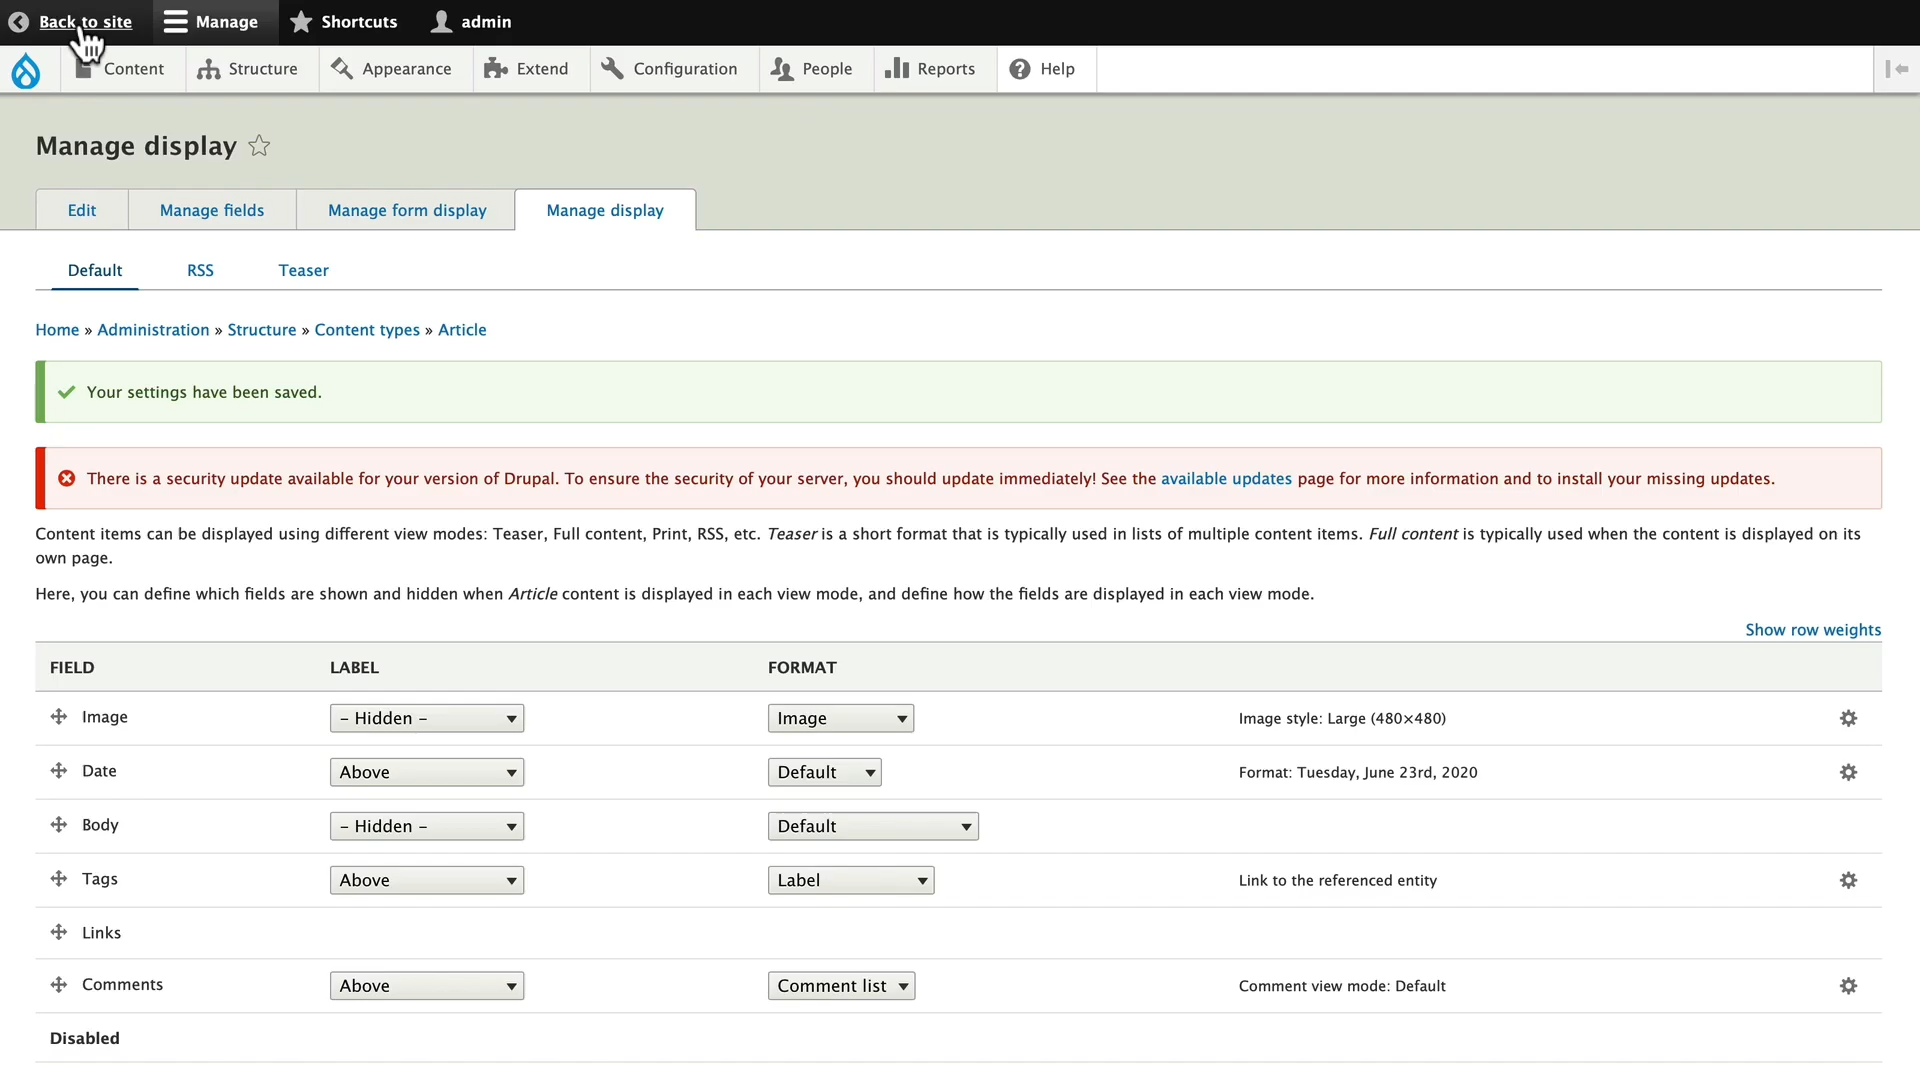 Back to site Manage Shortcuts admin
Content Structure Appearance Extend Configuration People Reports Help
Manage display
Edit Manage fields Manage form display Manage display
Default RSS Teaser
Home » Administration » Structure » Content types » Article
Your settings have been saved.
There is a security update available for your version of Drupal. To ensure the security of your server, you should update immediately! See the available updates page for more information and to install your missing updates.
Content items can be displayed using different view modes: Teaser, Full content, Print, RSS, etc. Teaser is a short format that is typically used in lists of multiple content items. Full content is typically used when the content is displayed on its
own page.
Here, you can define which fields are shown and hidden when Article content is displayed in each view mode, and define how the fields are displayed in each view mode.
Show row weights
FIELD LABEL FORMAT
Image - Hidden - Image Image style: Large (480×480)
Date Above Default Format: Tuesday, June 23rd, 2020
Body - Hidden - Default
Tags Above Label Link to the referenced entity
Links
Comments Above Comment list Comment view mode: Default
Disabled